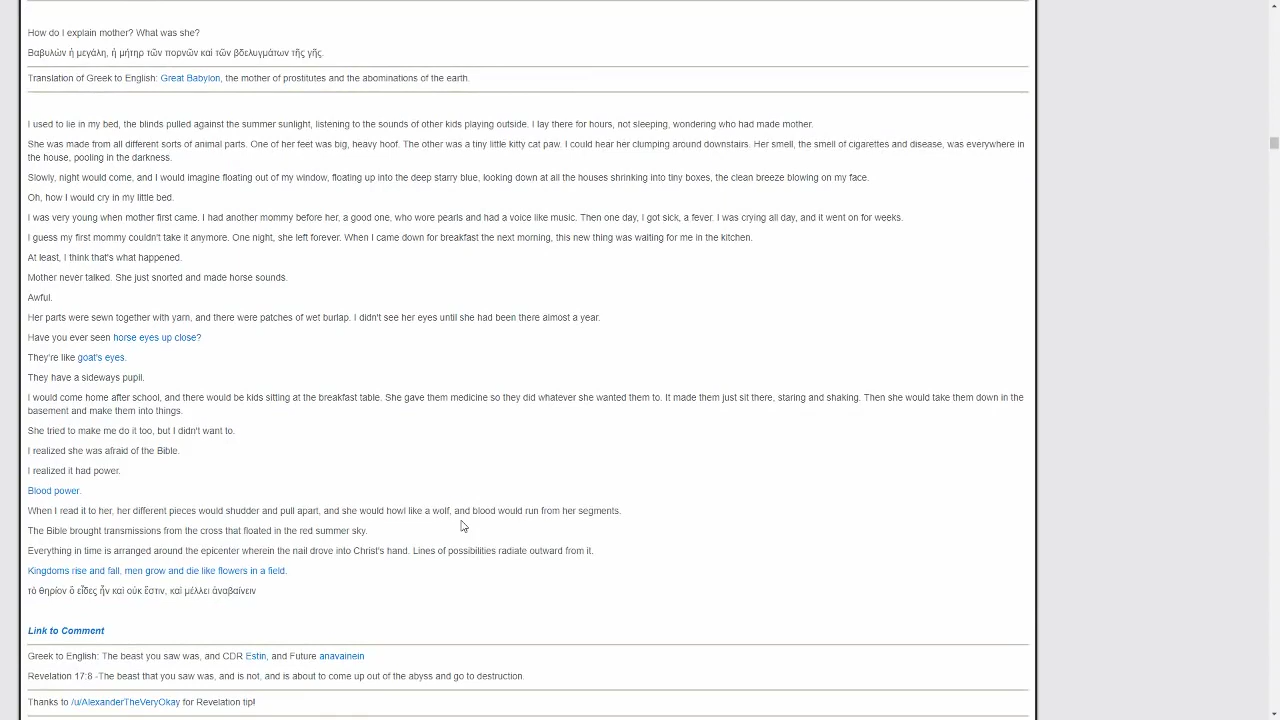 How do I explain mother? What was she?
Βαβυλὼν ἡ μεγάλη, ἡ μήτηρ τῶν πορνῶν καὶ τῶν βδελυγμάτων τῆς γῆς.
Translation of Greek to English: Great Babylon, the mother of prostitutes and the abominations of the earth.
I used to lie in my bed, the blinds pulled against the summer sunlight, listening to the sounds of other kids playing outside. I lay there for hours, not sleeping, wondering who had made mother.
She was made from all different sorts of animal parts. One of her feet was big, heavy hoof. The other was a tiny little kitty cat paw. I could hear her clumping around downstairs. Her smell, the smell of cigarettes and disease, was everywhere in
the house, pooling in the darkness.
Slowly, night would come, and I would imagine floating out of my window, floating up into the deep starry blue, looking down at all the houses shrinking into tiny boxes, the clean breeze blowing on my face.
Oh, how I would cry in my little bed.
I was very young when mother first came. I had another mommy before her, a good one, who wore pearls and had a voice like music. Then one day, I got sick, a fever. I was crying all day, and it went on for weeks.
I guess my first mommy couldn't take it anymore. One night, she left forever. When I came down for breakfast the next morning, this new thing was waiting for me in the kitchen.
At least, I think that's what happened.
Mother never talked. She just snorted and made horse sounds.
Awful.
Her parts were sewn together with yarn, and there were patches of wet burlap. I didn't see her eyes until she had been there almost a year.
Have you ever seen horse eyes up close?
They're like goat's eyes.
They have a sideways pupil.
I would come home after school, and there would be kids sitting at the breakfast table. She gave them medicine so they did whatever she wanted them to. It made them just sit there, staring and shaking. Then she would take them down in the
basement and make them into things.
She tried to make me do it too, but I didn't want to.
I realized she was afraid of the Bible.
I realized it had power.
Blood power.
When I read it to her, her different pieces would shudder and pull apart, and she would howl like a wolf, and blood would run from her segments.
The Bible brought transmissions from the cross that floated in the red summer sky.
Everything in time is arranged around the epicenter wherein the nail drove into Christ's hand. Lines of possibilities radiate outward from it.
Kingdoms rise and fall, men grow and die like flowers in a field.
τὸ θηρίον ὃ εἶδες ἦν καὶ οὐκ ἔστιν, καὶ μέλλει ἀναβαίνειν
Link to Comment
Greek to English: The beast you saw was, and CDR Estin, and Future anavainein
Revelation 17:8 -The beast that you saw was, and is not, and is about to come up out of the abyss and go to destruction.
Thanks to /u/AlexanderTheVeryOkay for Revelation tip!